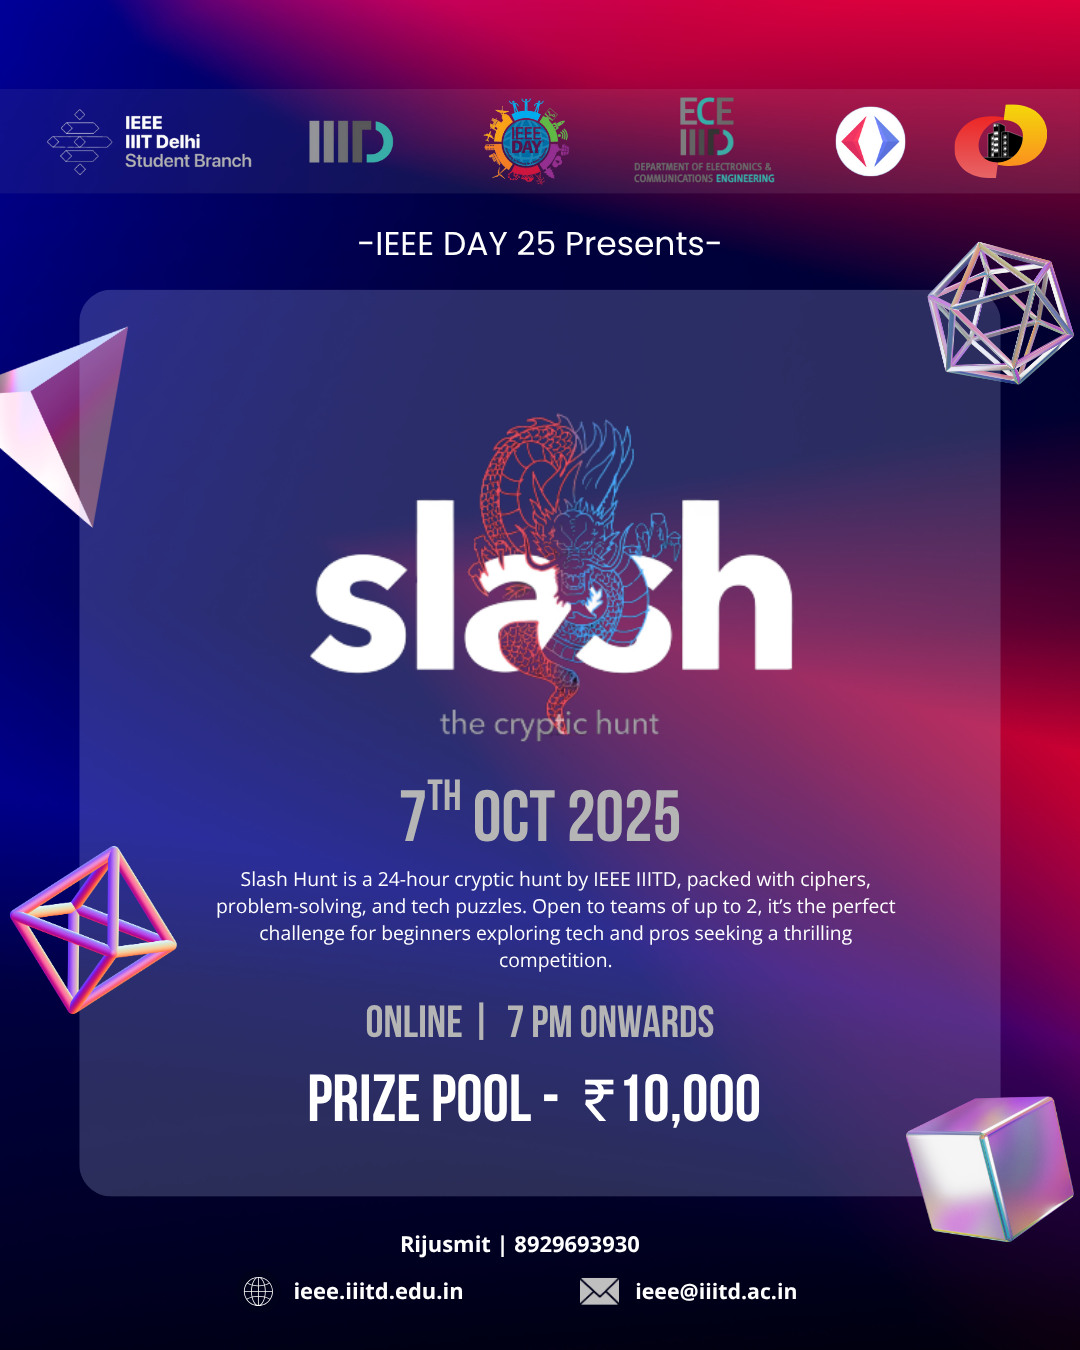 IEEE
IIIT Delhi
Student Branch
IIITD
IEEE
DAY
ECE
IIITD
DEPARTMENT OF ELECTRONICS &
COMMUNICATIONS ENGINEERING
-IEEE DAY 25 Presents-
slash
the cryptic hunt
7TH OCT 2025
Slash Hunt is a 24-hour cryptic hunt by IEEE IIITD, packed with ciphers,
problem-solving, and tech puzzles. Open to teams of up to 2, it’s the perfect
challenge for beginners exploring tech and pros seeking a thrilling
competition.
ONLINE | 7 PM ONWARDS
PRIZE POOL - ₹10,000
Rijusmit | 8929693930
ieee.iiitd.edu.in
ieee@iiitd.ac.in